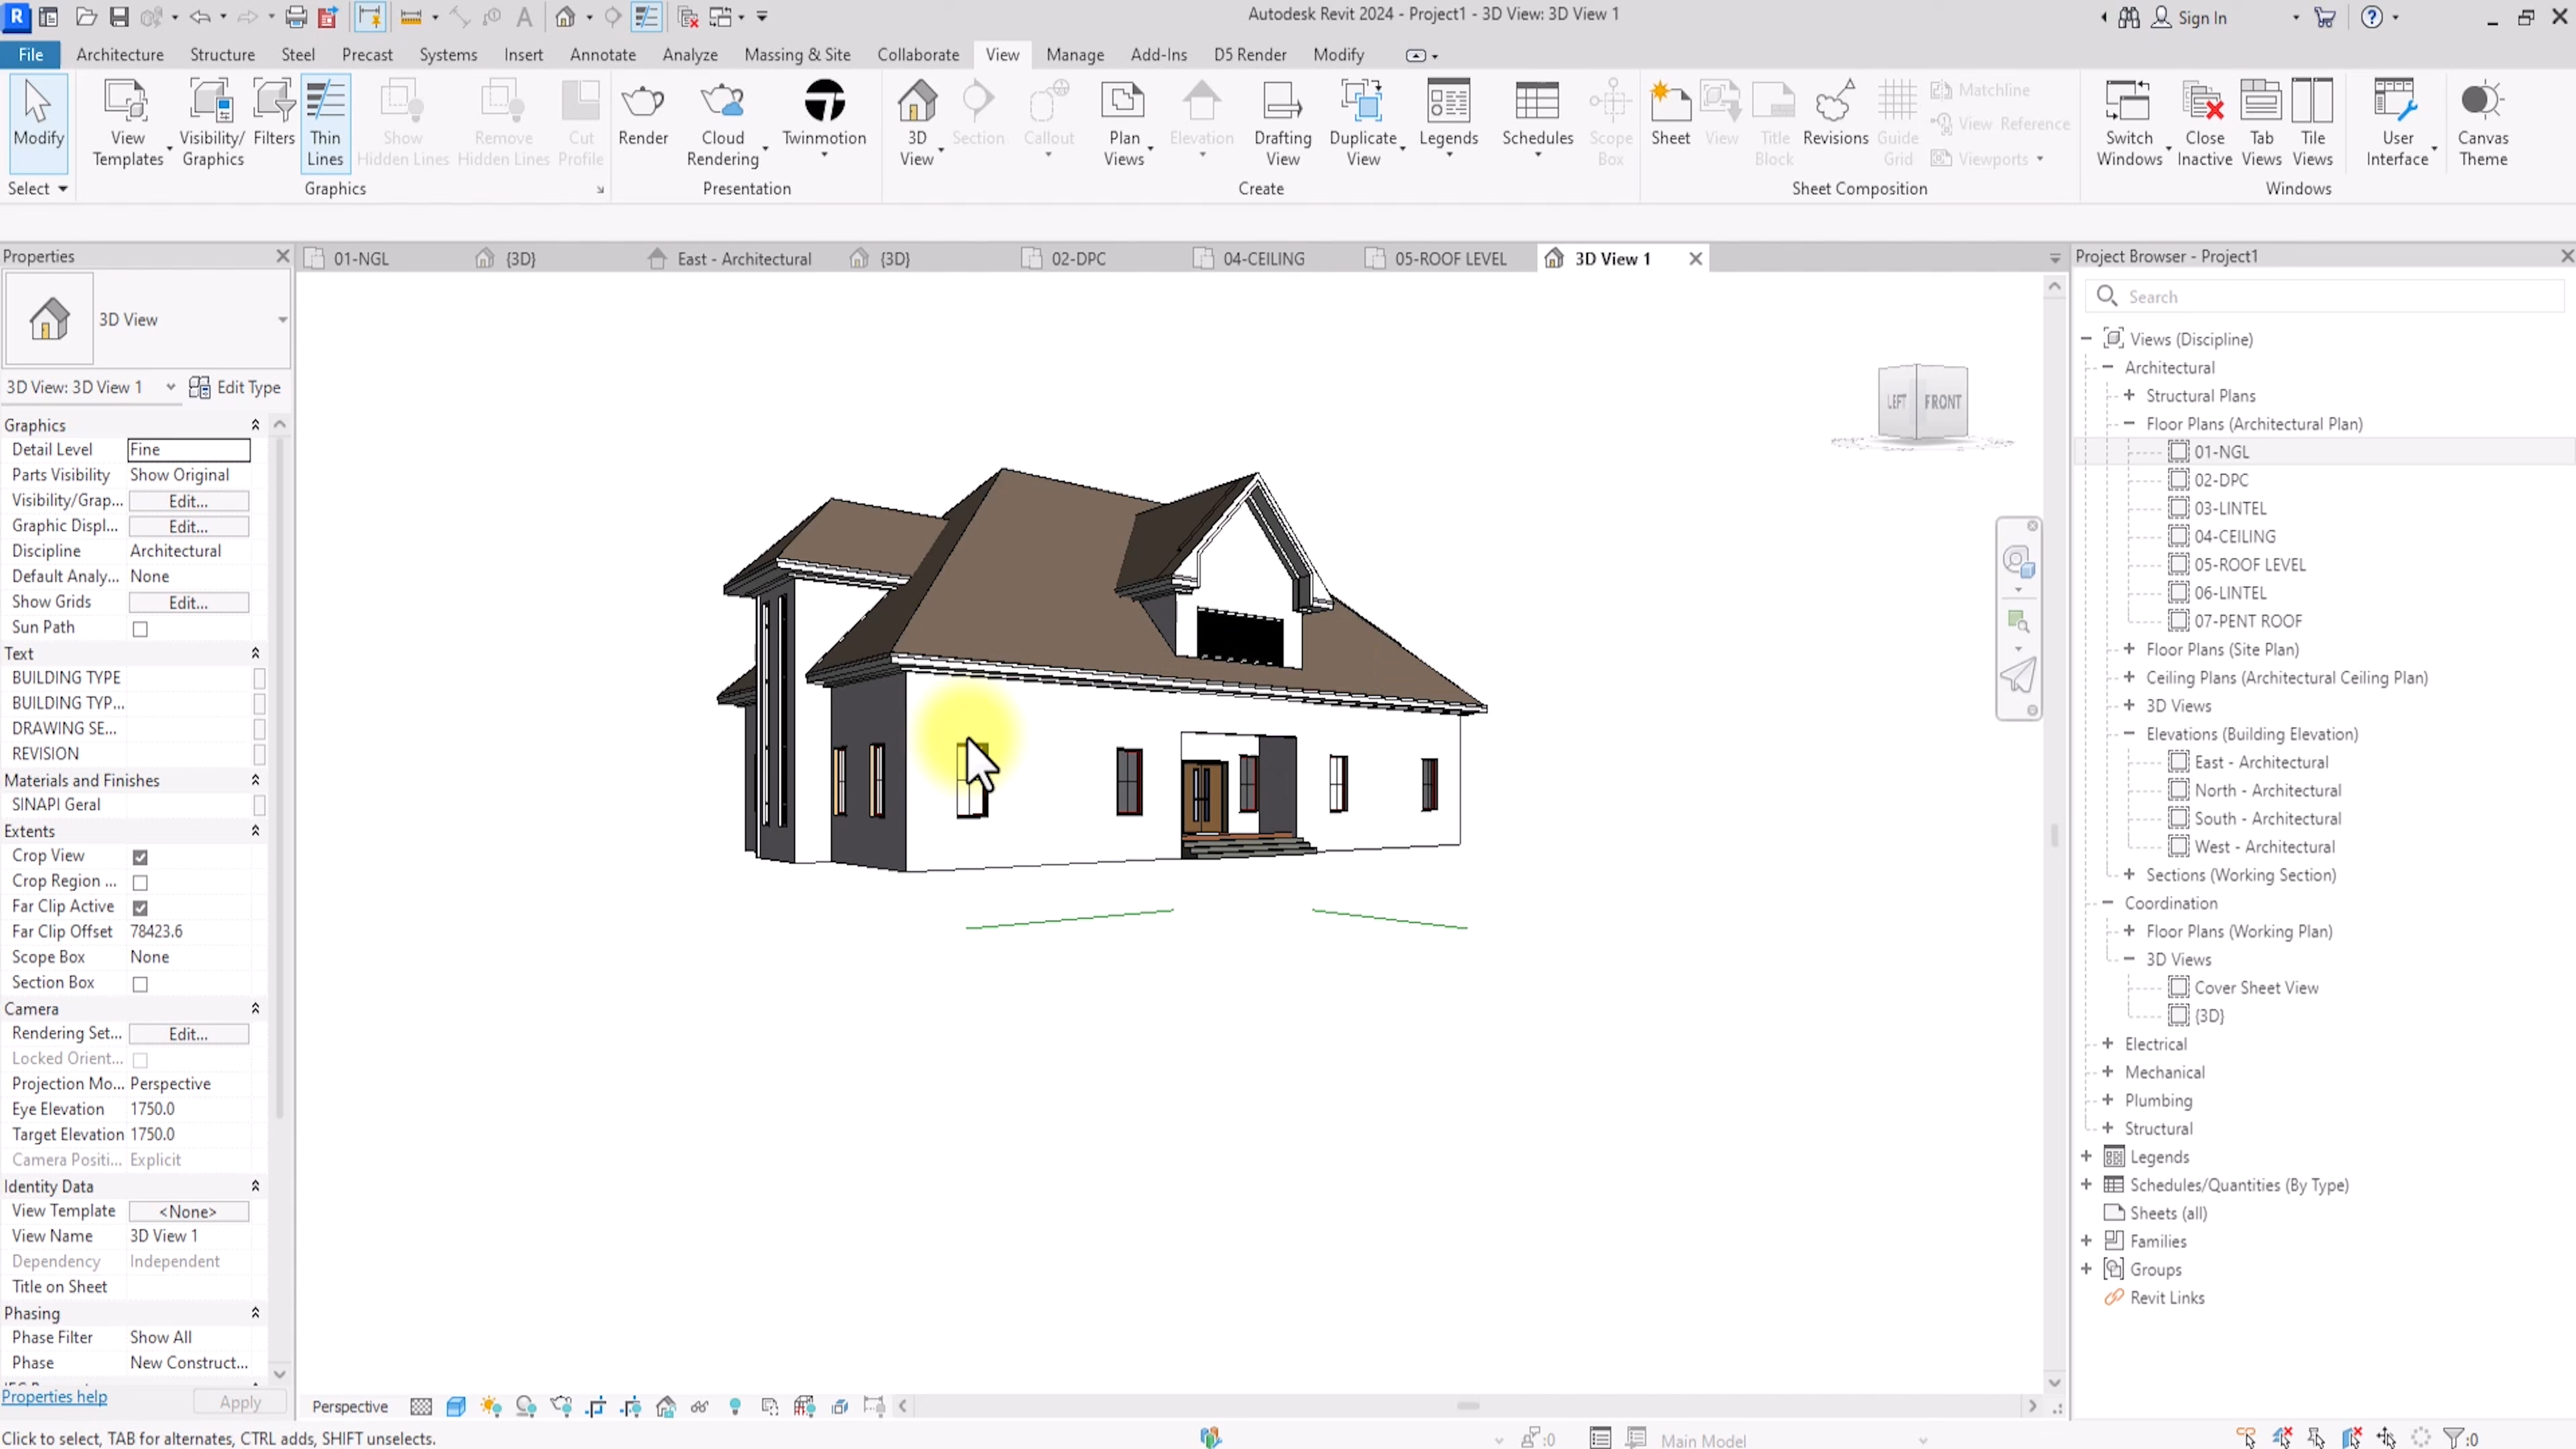 Autodesk Revit 2024 - Project1 - 3D View: 3D View 1
Sign In
File Architecture Structure Steel Precast Systems Insert Annotate Analyze Massing & Site Collaborate View Manage Add-Ins D5 Render Modify
Modify
View Templates
Visibility/ Graphics
Filters
Thin Lines
Show Hidden Lines
Remove Hidden Lines
Cut Profile
Render
Cloud Rendering
Twinmotion
3D View
Section
Callout
Plan Views
Elevation
Drafting View
Duplicate View
Legends
Schedules
Scope Box
Sheet
View
Title Block
Revisions
Guide Grid
Matchline
View Reference
Viewports
Switch Windows
Close Inactive
Tab Views
Tile Views
User Interface
Canvas Theme
Select Graphics Presentation Create Sheet Composition Windows
Properties
3D View
3D View: 3D View 1 Edit Type
Graphics
Detail Level Fine
Parts Visibility Show Original
Visibility/Grap... Edit...
Graphic Displ... Edit...
Discipline Architectural
Default Analy... None
Show Grids Edit...
Sun Path
Text
BUILDING TYPE
BUILDING TYP...
DRAWING SE...
REVISION
Materials and Finishes
SINAPI Geral
Extents
Crop View
Crop Region ...
Far Clip Active
Far Clip Offset 78423.6
Scope Box None
Section Box
Camera
Rendering Set... Edit...
Locked Orient...
Projection Mo... Perspective
Eye Elevation 1750.0
Target Elevation 1750.0
Camera Positi... Explicit
Identity Data
View Template <None>
View Name 3D View 1
Dependency Independent
Title on Sheet
Phasing
Phase Filter Show All
Phase New Construct...
Properties help Apply
01-NGL {3D} East - Architectural {3D} 02-DPC 04-CEILING 05-ROOF LEVEL 3D View 1
LEFT FRONT
Perspective
Project Browser - Project1
Search
Views (Discipline)
Architectural
Structural Plans
Floor Plans (Architectural Plan)
01-NGL
02-DPC
03-LINTEL
04-CEILING
05-ROOF LEVEL
06-LINTEL
07-PENT ROOF
Floor Plans (Site Plan)
Ceiling Plans (Architectural Ceiling Plan)
3D Views
Elevations (Building Elevation)
East - Architectural
North - Architectural
South - Architectural
West - Architectural
Sections (Working Section)
Coordination
Floor Plans (Working Plan)
3D Views
Cover Sheet View
{3D}
Electrical
Mechanical
Plumbing
Structural
Legends
Schedules/Quantities (By Type)
Sheets (all)
Families
Groups
Revit Links
Click to select, TAB for alternates, CTRL adds, SHIFT unselects.
:0
Main Model
:0